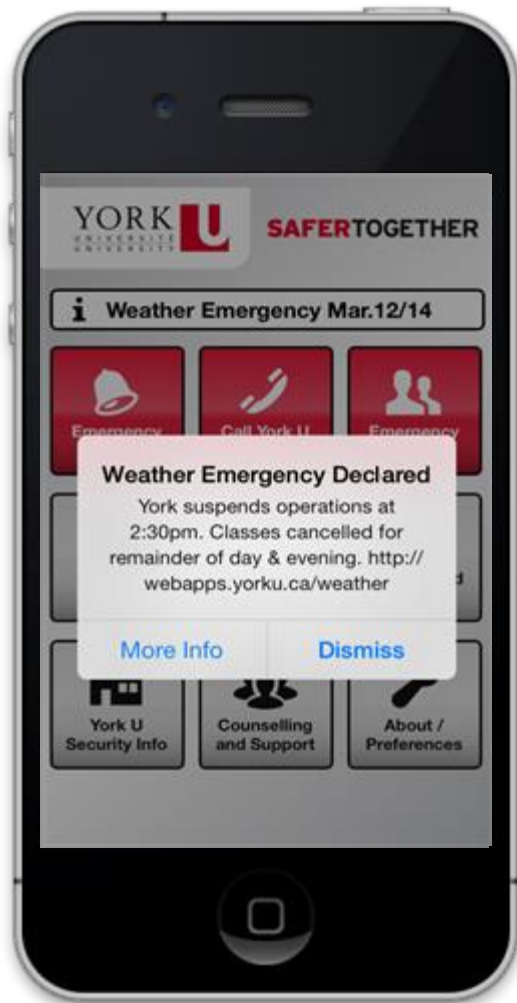 YORK U
UNIVERSITÉ
UNIVERSITY
SAFERTOGETHER
i Weather Emergency Mar.12/14
Emergency
Call York U
Emergency
Weather Emergency Declared
York suspends operations at
2:30pm. Classes cancelled for
remainder of day & evening. http://
webapps.yorku.ca/weather
More Info
Dismiss
York U
Security Info
Counselling
and Support
About /
Preferences